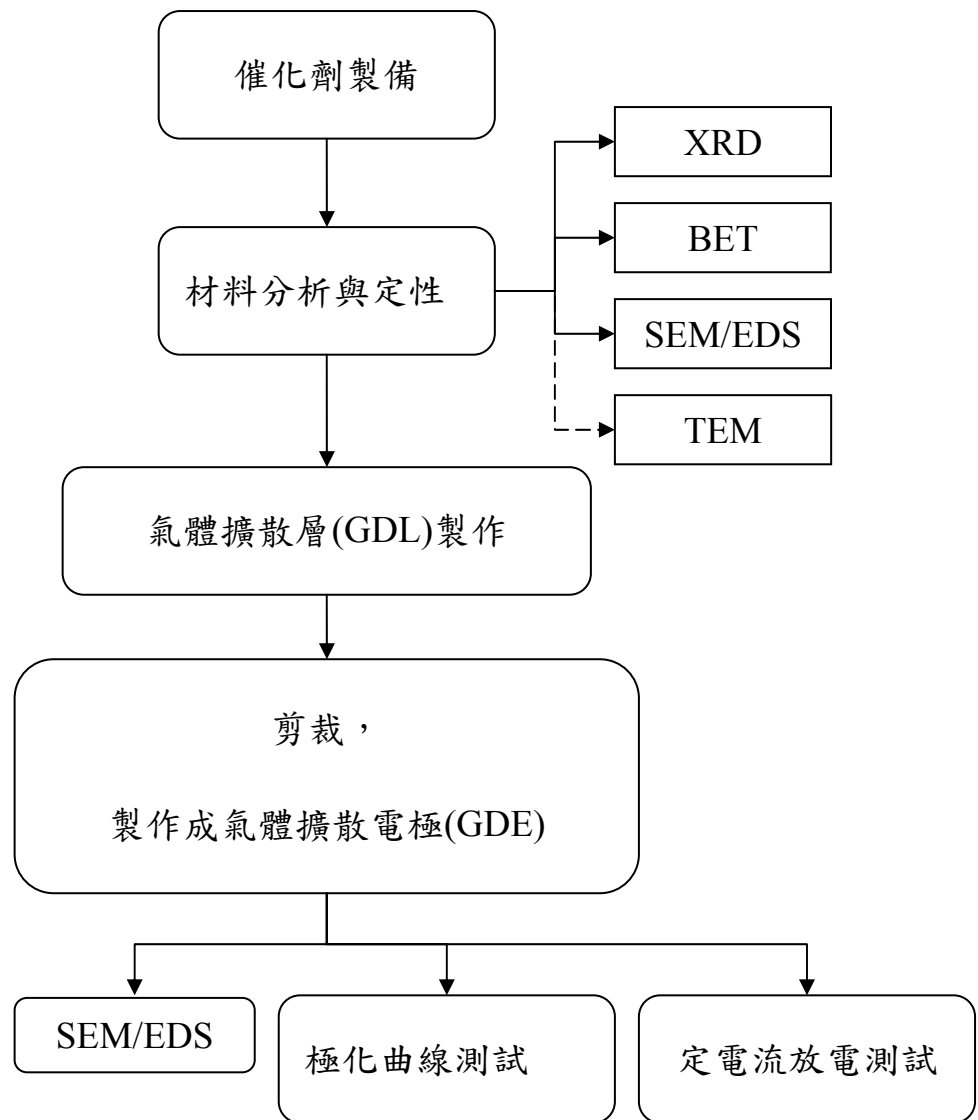 催化劑製備
XRD
BET
材料分析與定性
SEM/EDS
TEM
氣體擴散層(GDL)製作
剪裁，
製作成氣體擴散電極(GDE)
SEM/EDS
極化曲線測試
定電流放電測試